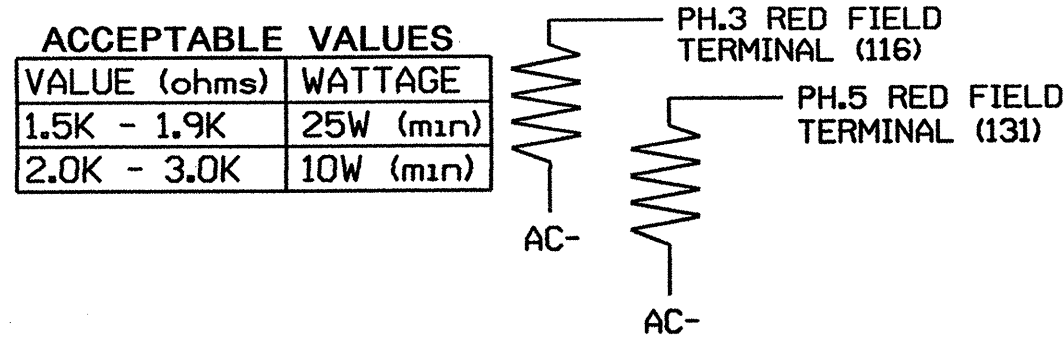 ACCEPTABLE VALUES
VALUE (ohms) WATTAGE
1.5K - 1.9K 25W (min)
2.0K - 3.0K 10W (min)
PH.3 RED FIELD
TERMINAL (116)
AC-
PH.5 RED FIELD
TERMINAL (131)
AC-